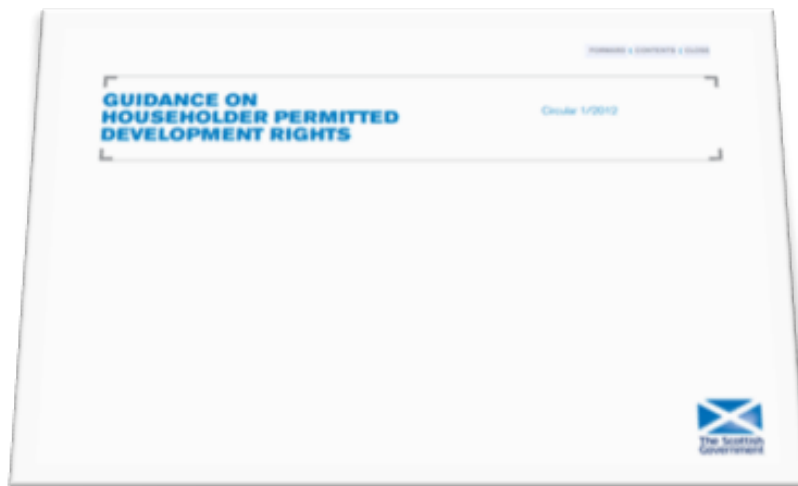 FORWARD | CONTENTS | CLOSE
GUIDANCE ON
HOUSEHOLDER PERMITTED
DEVELOPMENT RIGHTS
Circular 1/2012
The Scottish
Government